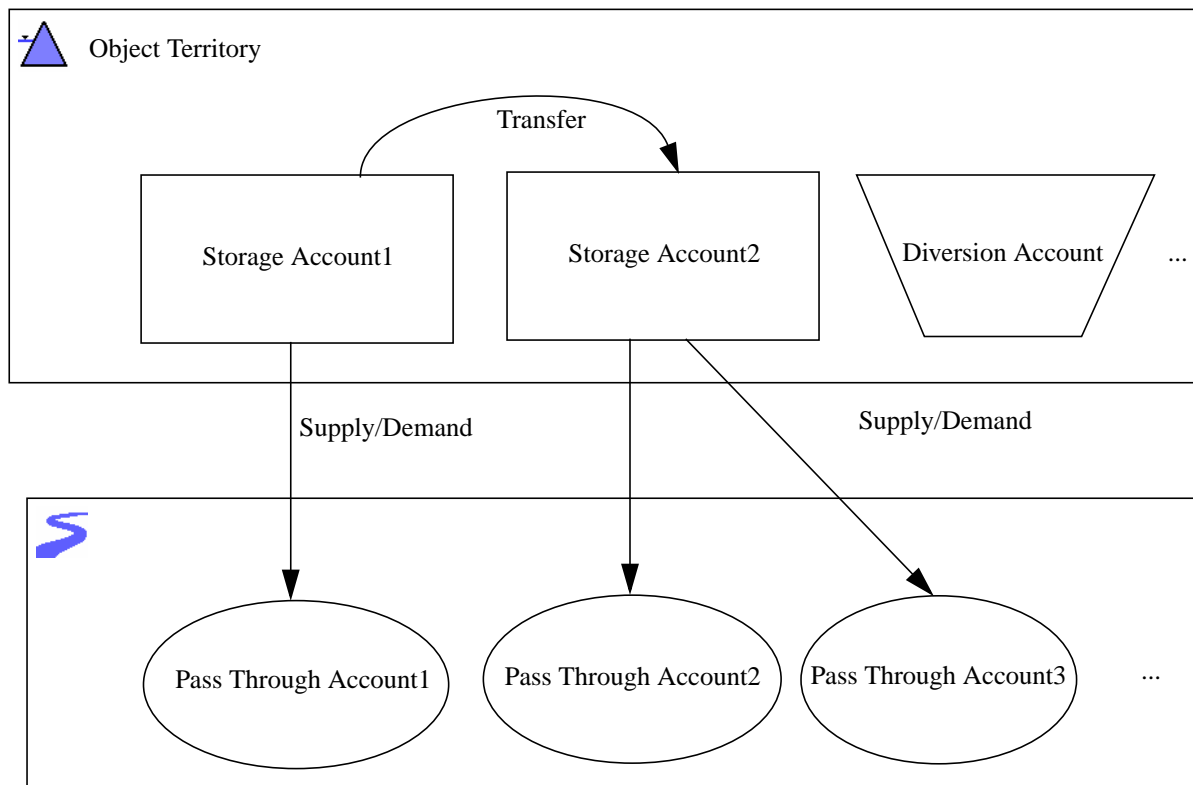 Object Territory
Transfer
Storage Account1
Storage Account2
Diversion Account
...
Supply/Demand
Supply/Demand
Pass Through Account1
Pass Through Account2
Pass Through Account3
...